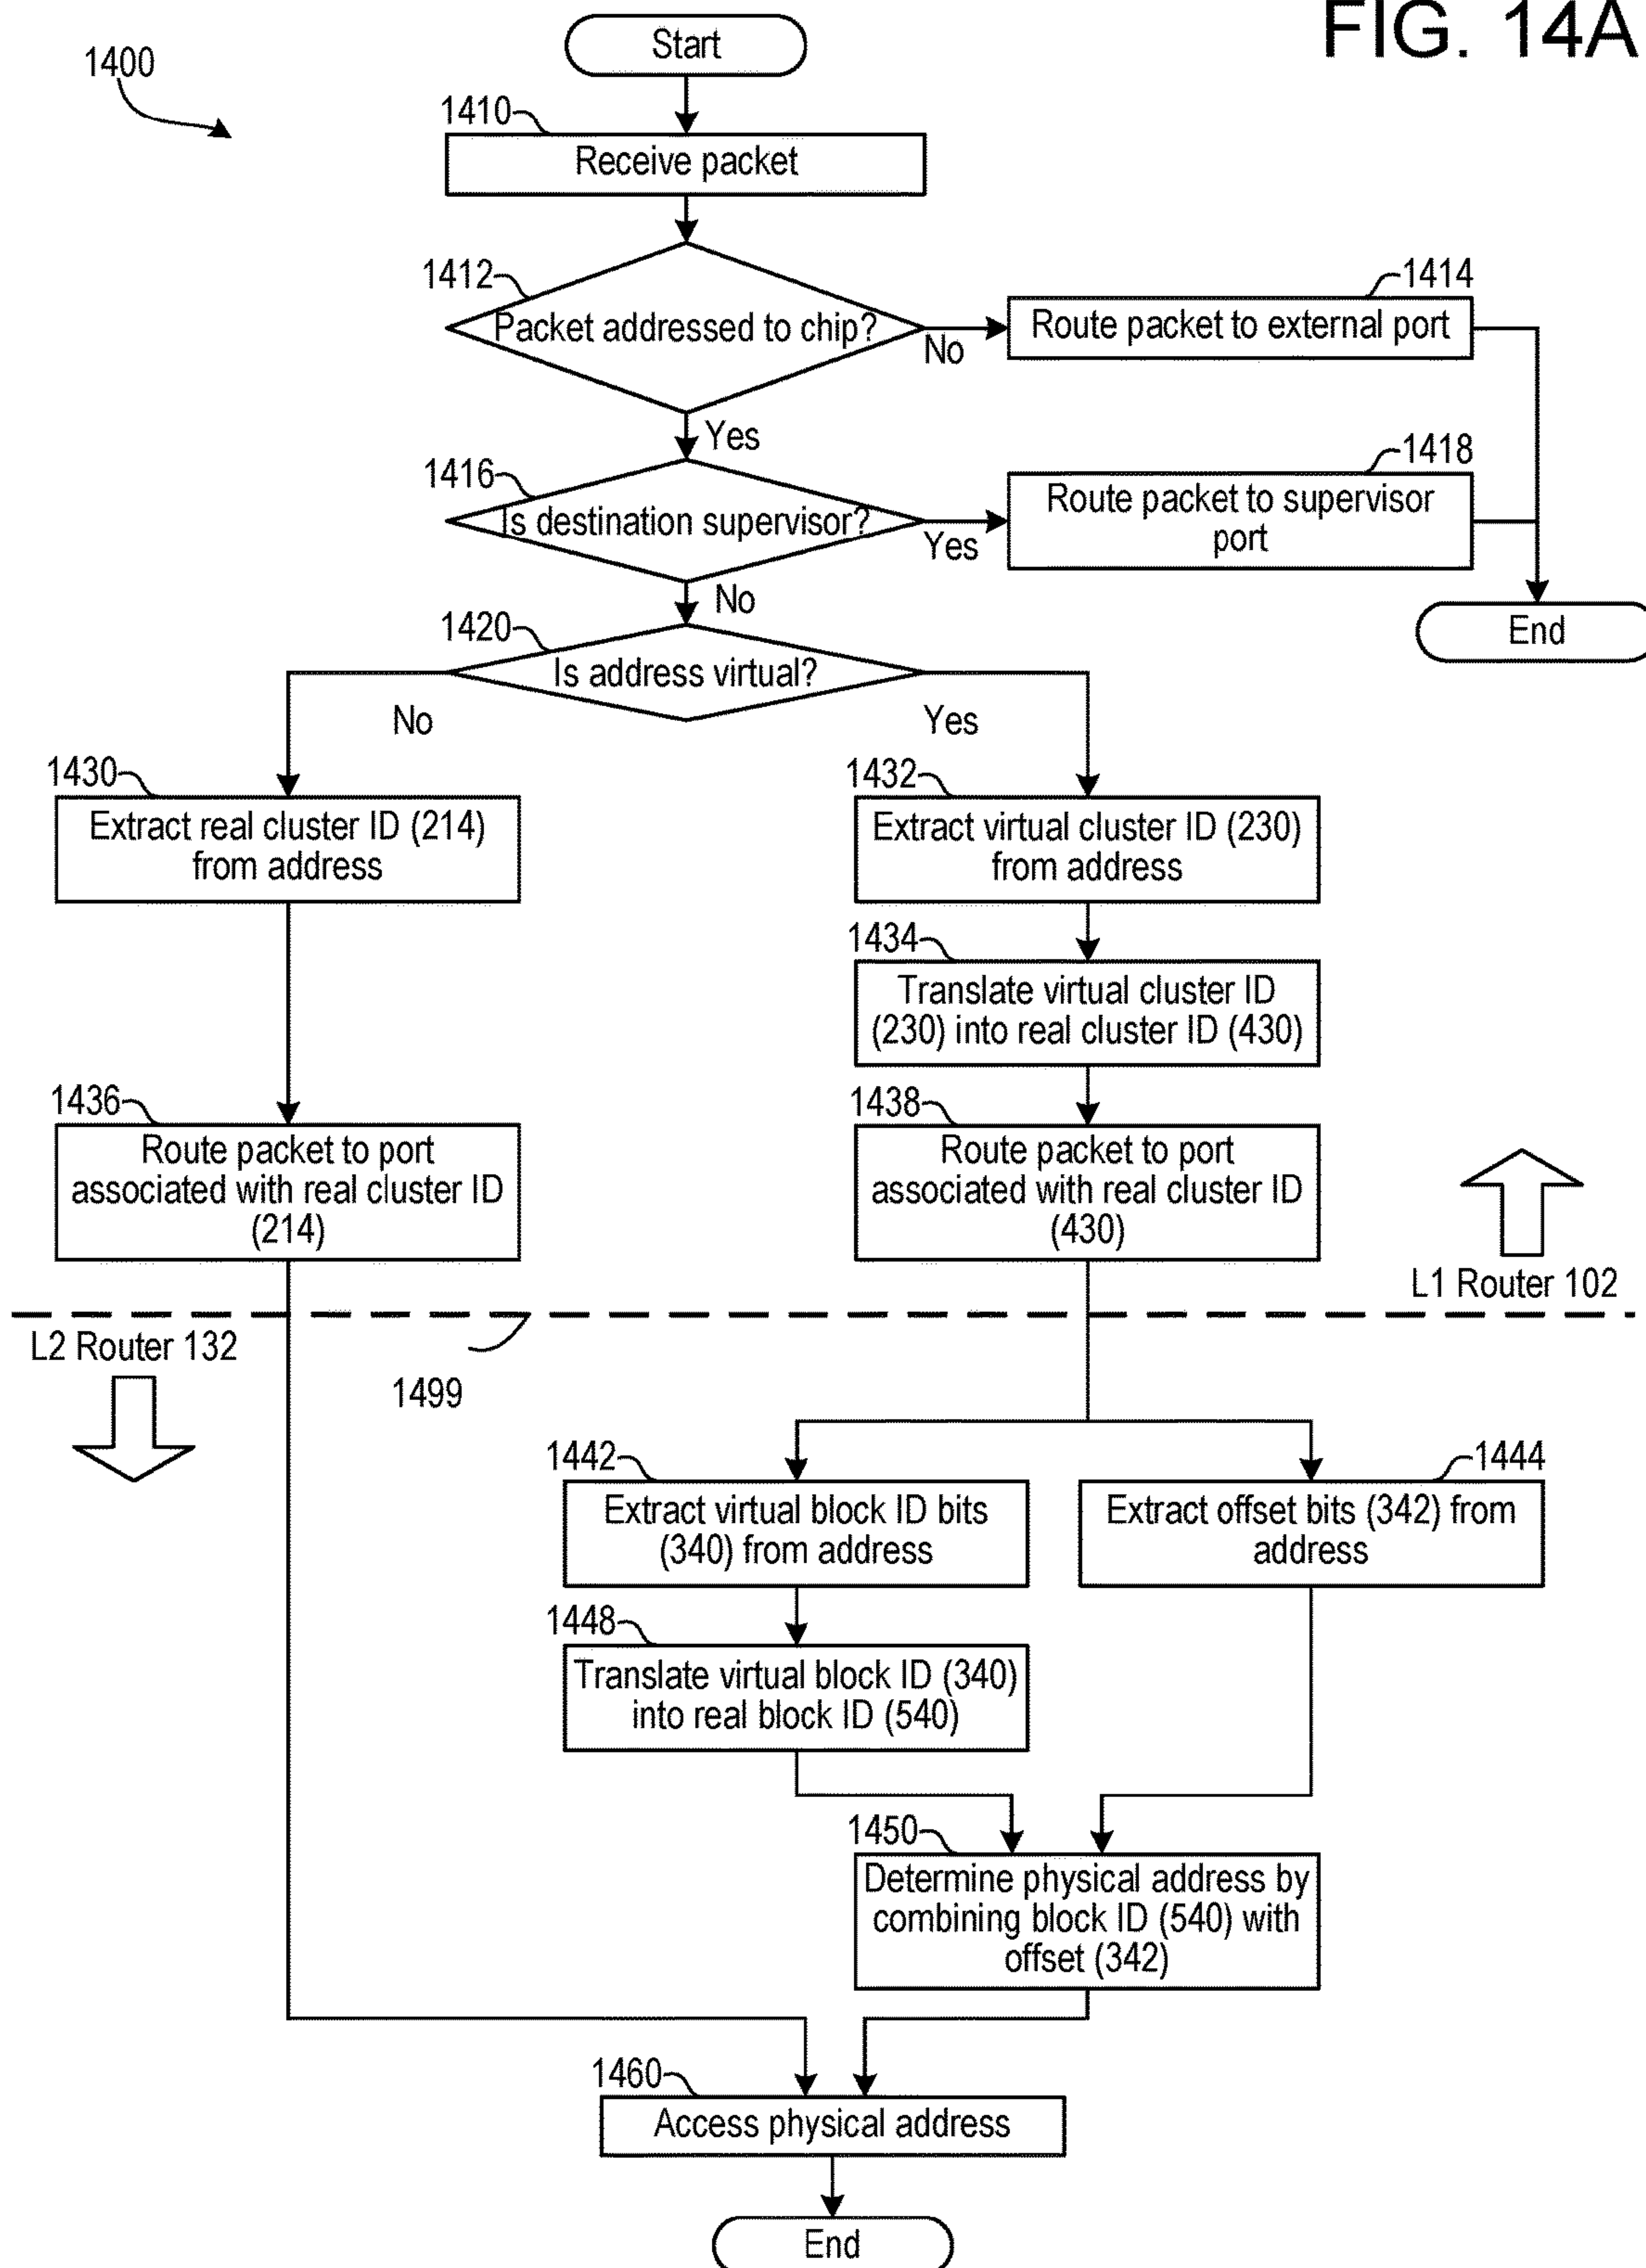 FIG. 14A
Start
1400
1410
Receive packet
1412
Packet addressed to chip?
No
1414
Route packet to external port
Yes
1416
Is destination supervisor?
Yes
1418
Route packet to supervisor
port
No
End
1420
Is address virtual?
No
Yes
1430
Extract real cluster ID (214)
from address
1432
Extract virtual cluster ID (230)
from address
1434
Translate virtual cluster ID
(230) into real cluster ID (430)
1436
Route packet to port
associated with real cluster ID
(214)
1438
Route packet to port
associated with real cluster ID
(430)
L1 Router 102
L2 Router 132
1499
1442
Extract virtual block ID bits
(340) from address
1444
Extract offset bits (342) from
address
1448
Translate virtual block ID (340)
into real block ID (540)
1450
Determine physical address by
combining block ID (540) with
offset (342)
1460
Access physical address
End